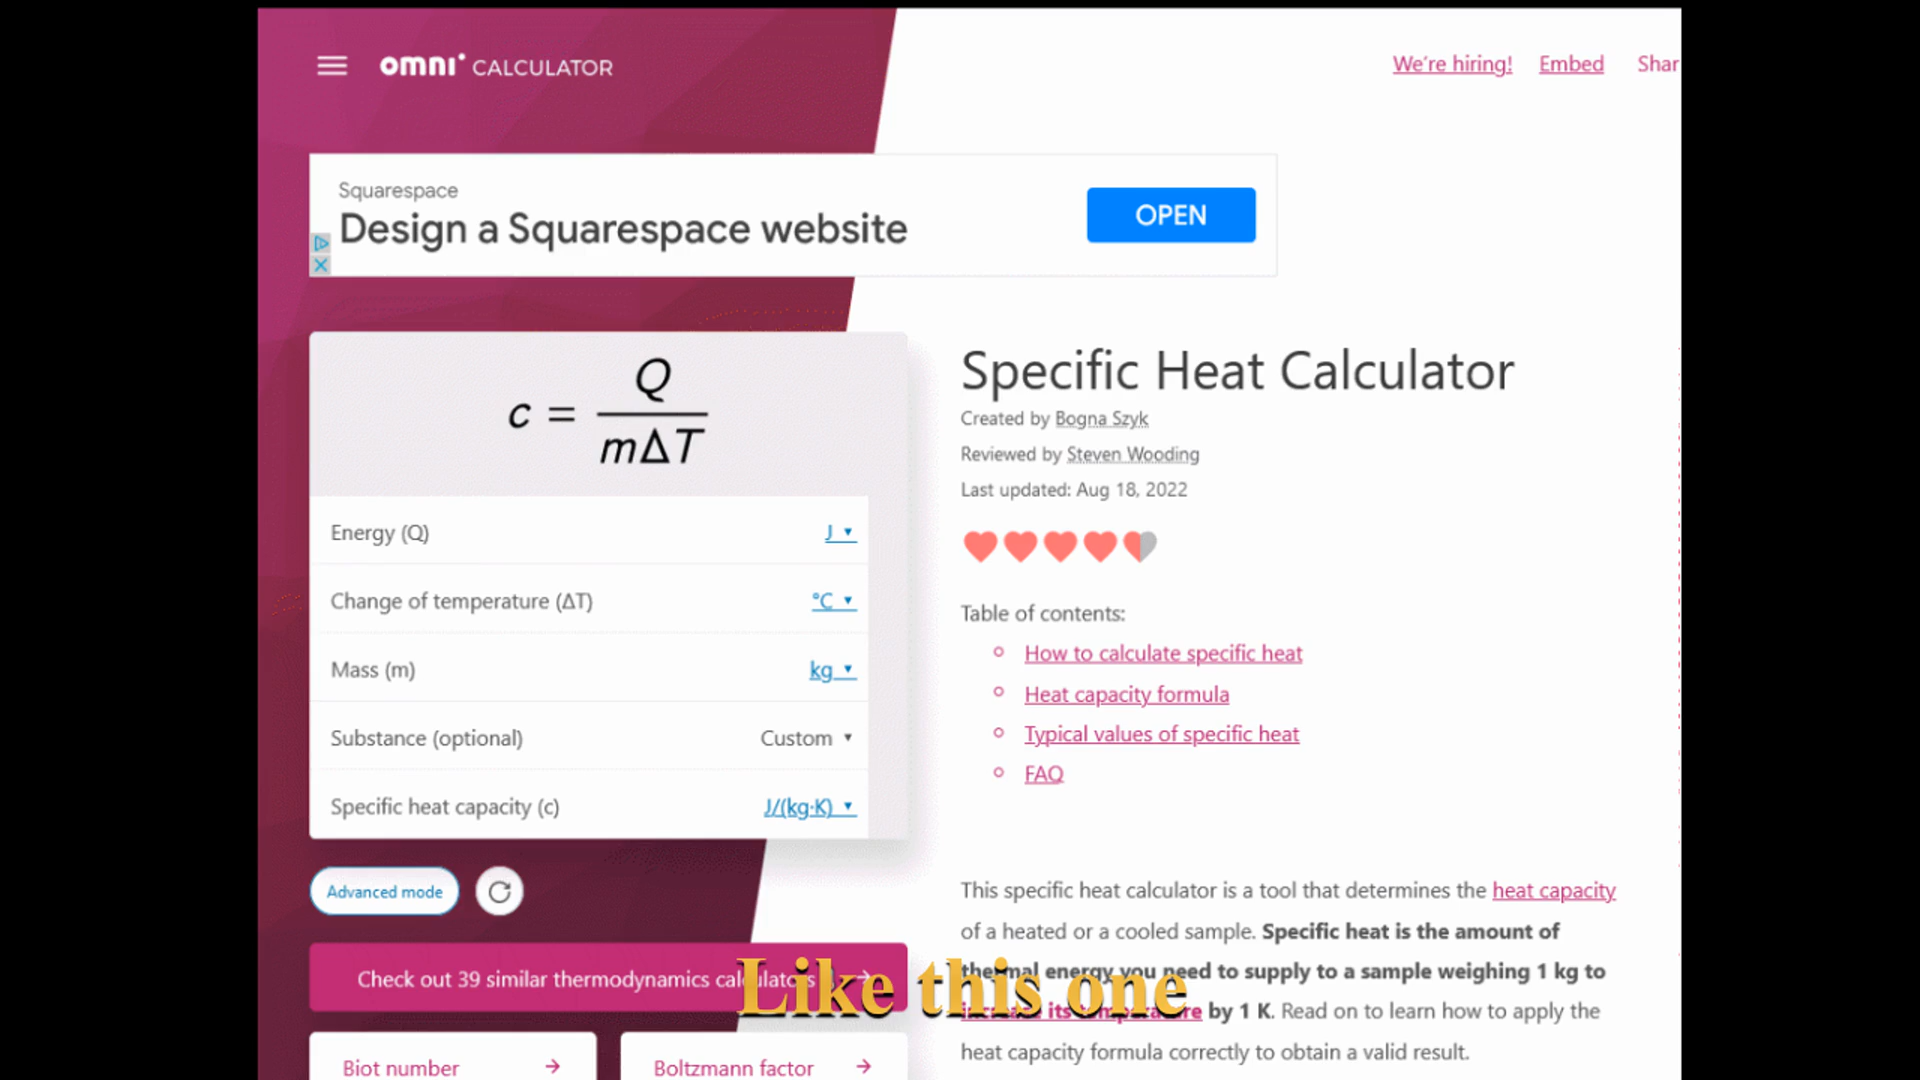 omni CALCULATOR
We're hiring! Embed Shar
Squarespace
Design a Squarespace website
OPEN
c = Q / mΔT
Energy (Q) J
Change of temperature (ΔT) °C
Mass (m) kg
Substance (optional) Custom
Specific heat capacity (c) J/(kg·K)
Advanced mode
Check out 39 similar thermodynamics calculators
Biot number
Boltzmann factor
Specific Heat Calculator
Created by Bogna Szyk
Reviewed by Steven Wooding
Last updated: Aug 18, 2022
Table of contents:
How to calculate specific heat
Heat capacity formula
Typical values of specific heat
FAQ
This specific heat calculator is a tool that determines the heat capacity
of a heated or a cooled sample. Specific heat is the amount of
thermal energy you need to supply to a sample weighing 1 kg to
increase its temperature by 1 K. Read on to learn how to apply the
heat capacity formula correctly to obtain a valid result.
Like this one